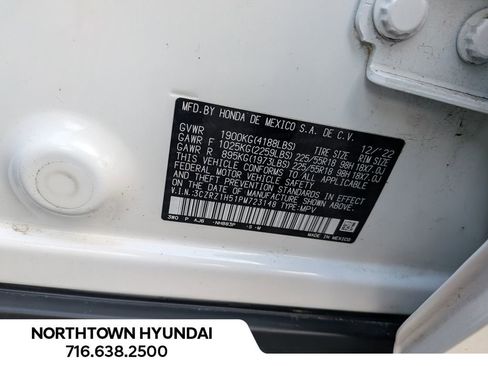 MFD.BY HONDA DE MEXICO S.A. DE C.V.
12/'22
GVWR 1900KG(4188LBS) TIRE SIZE RIM SIZE
GAWR F 1025KG(2259LBS) 225/55R18 98H 18X7.0J
GAWR R 895KG(1973LBS) 225/55R18 98H 18X7.0J
THIS VEHICLE CONFORMS TO ALL APPLICABLE
FEDERAL MOTOR VEHICLE SAFETY STANDARDS IN EFFECT
ON THE DATE OF MANUFACTURE SHOWN ABOVE.
V.I.N.:3CZRZ1H51PM723148 TYPE:MPV
3W0 P AJ6 NH883P -S -M
MADE IN MEXICO
NORTHTOWN HYUNDAI
716.638.2500